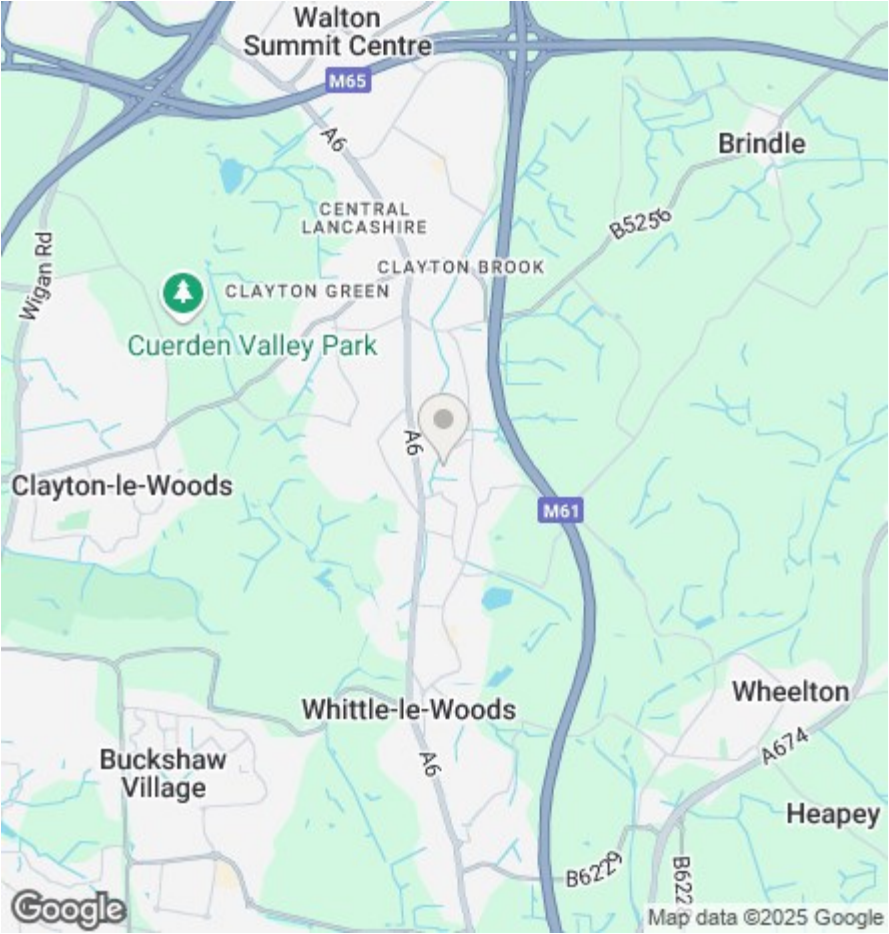 Walton
Summit Centre
M65
A6
Brindle
CENTRAL
LANCASHIRE
B5256
Wigan Rd
CLAYTON BROOK
CLAYTON GREEN
Cuerden Valley Park
A6
Clayton-le-Woods
M61
Wheelton
Whittle-le-Woods
A674
Buckshaw
Village
A6
Heapey
B6229
B622
Google
Map data ©2025 Google